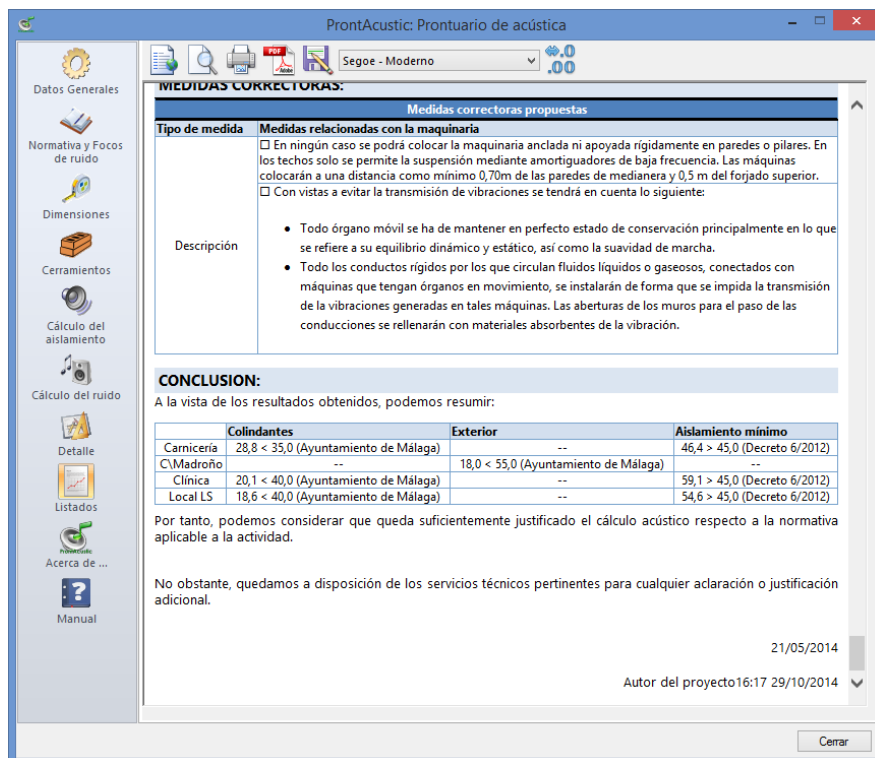 ProntAcustic: Prontuario de acústica
Datos Generales
Normativa y Focos
de ruido
Dimensiones
Cerramientos
Cálculo del
aislamiento
Cálculo del ruido
Detalle
Listados
Acerca de ...
Manual
PDF
Adobe
Segoe - Moderno
.0
.00
MEDIDAS CORRECTORAS:
Medidas correctoras propuestas
Tipo de medida Medidas relacionadas con la maquinaria
Descripción
☐ En ningún caso se podrá colocar la maquinaria anclada ni apoyada rígidamente en paredes o pilares. En
los techos solo se permite la suspensión mediante amortiguadores de baja frecuencia. Las máquinas
colocarán a una distancia como mínimo 0,70m de las paredes de medianera y 0,5 m del forjado superior.
☐ Con vistas a evitar la transmisión de vibraciones se tendrá en cuenta lo siguiente:
• Todo órgano móvil se ha de mantener en perfecto estado de conservación principalmente en lo que
se refiere a su equilibrio dinámico y estático, así como la suavidad de marcha.
• Todo los conductos rígidos por los que circulan fluidos líquidos o gaseosos, conectados con
máquinas que tengan órganos en movimiento, se instalarán de forma que se impida la transmisión
de la vibraciones generadas en tales máquinas. Las aberturas de los muros para el paso de las
conducciones se rellenarán con materiales absorbentes de la vibración.
CONCLUSION:
A la vista de los resultados obtenidos, podemos resumir:
Colindantes Exterior Aislamiento mínimo
Carnicería 28,8 < 35,0 (Ayuntamiento de Málaga) -- 46,4 > 45,0 (Decreto 6/2012)
C\Madroño -- 18,0 < 55,0 (Ayuntamiento de Málaga) --
Clínica 20,1 < 40,0 (Ayuntamiento de Málaga) -- 59,1 > 45,0 (Decreto 6/2012)
Local LS 18,6 < 40,0 (Ayuntamiento de Málaga) -- 54,6 > 45,0 (Decreto 6/2012)
Por tanto, podemos considerar que queda suficientemente justificado el cálculo acústico respecto a la normativa
aplicable a la actividad.
No obstante, quedamos a disposición de los servicios técnicos pertinentes para cualquier aclaración o justificación
adicional.
21/05/2014
Autor del proyecto16:17 29/10/2014
Cerrar